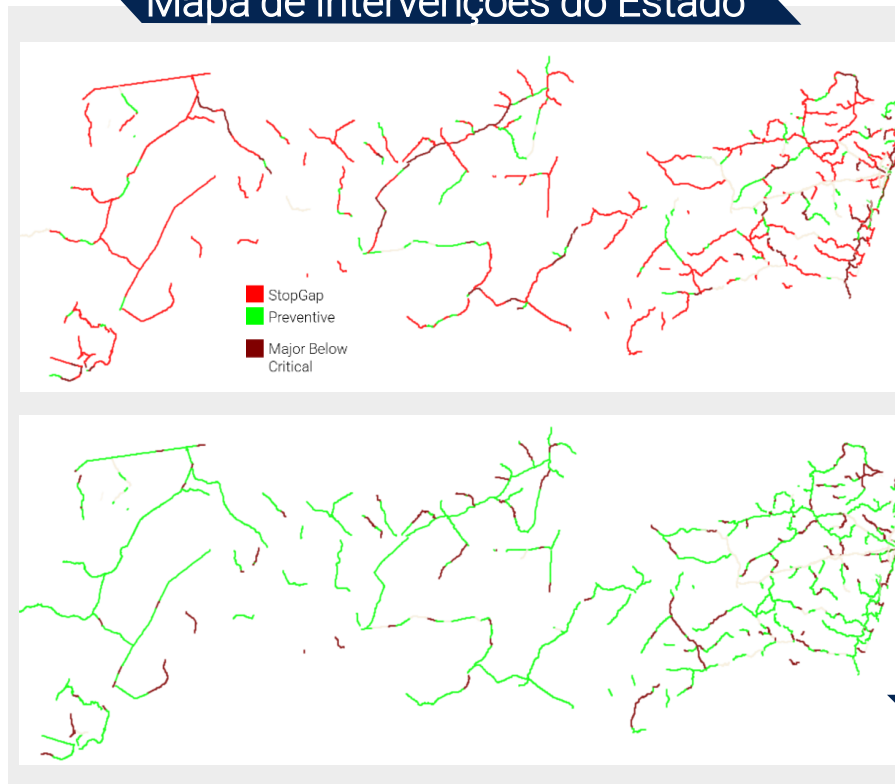 Mapa de Intervenções do Estado
StopGap
Preventive
Major Below
Critical